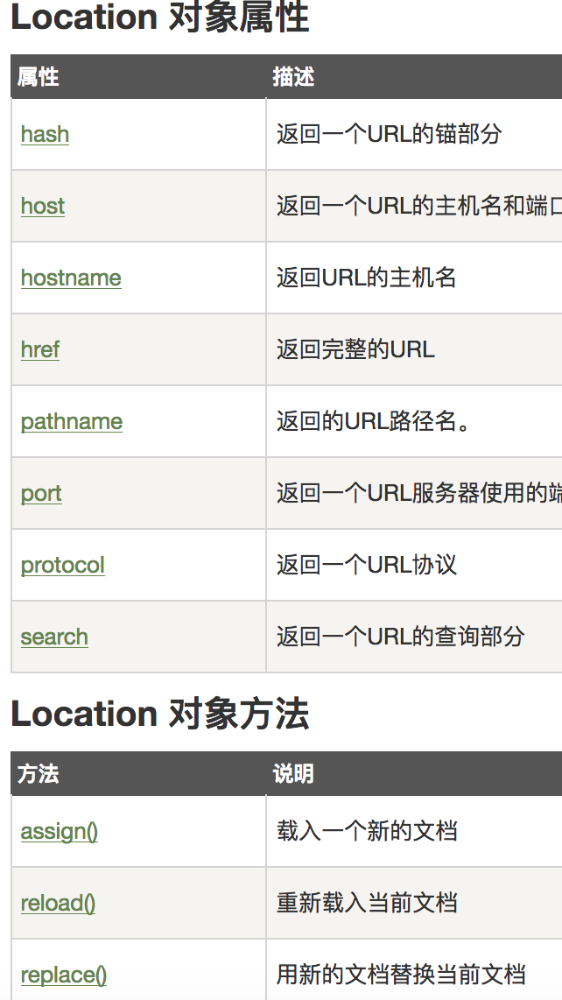 Location 对象属性
属性 描述
hash 返回一个URL的锚部分
host 返回一个URL的主机名和端口
hostname 返回URL的主机名
href 返回完整的URL
pathname 返回的URL路径名。
port 返回一个URL服务器使用的端
protocol 返回一个URL协议
search 返回一个URL的查询部分
Location 对象方法
方法 说明
assign() 载入一个新的文档
reload() 重新载入当前文档
replace() 用新的文档替换当前文档